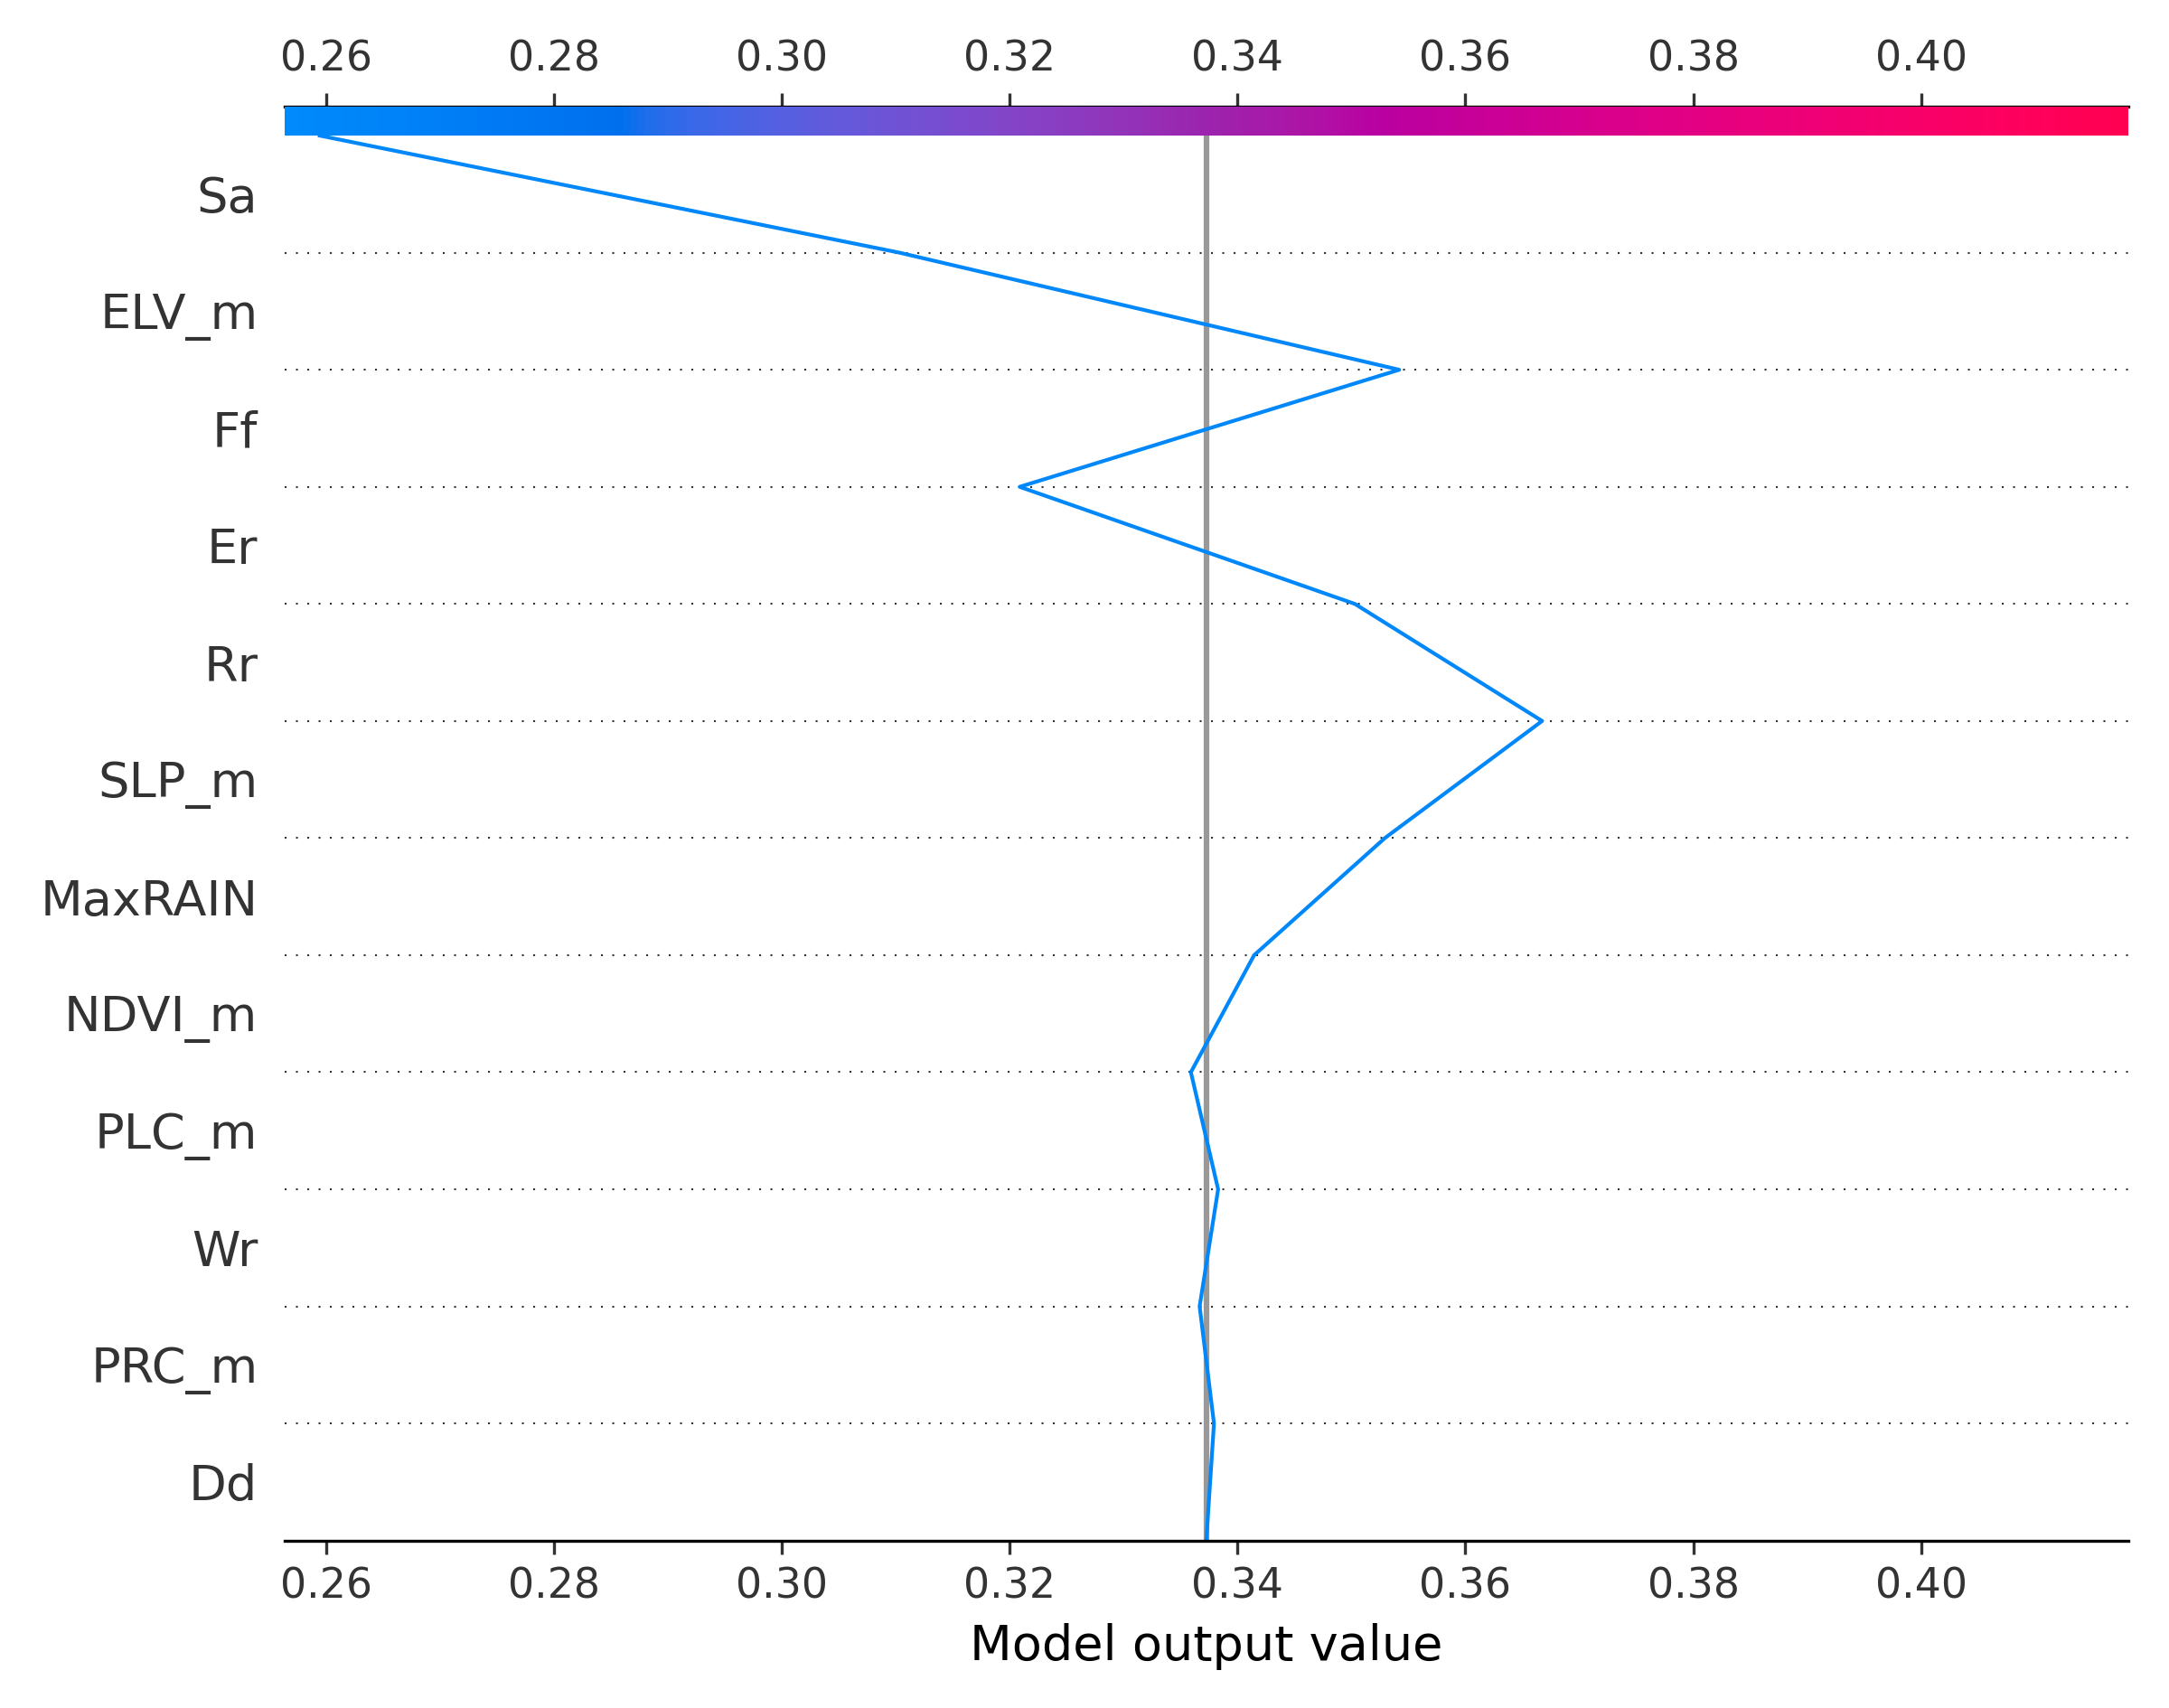 0.26 0.28 0.30 0.32 0.34 0.36 0.38 0.40
Sa
ELV_m
Ff
Er
Rr
SLP_m
MaxRAIN
NDVI_m
PLC_m
Wr
PRC_m
Dd
0.26 0.28 0.30 0.32 0.34 0.36 0.38 0.40
Model output value